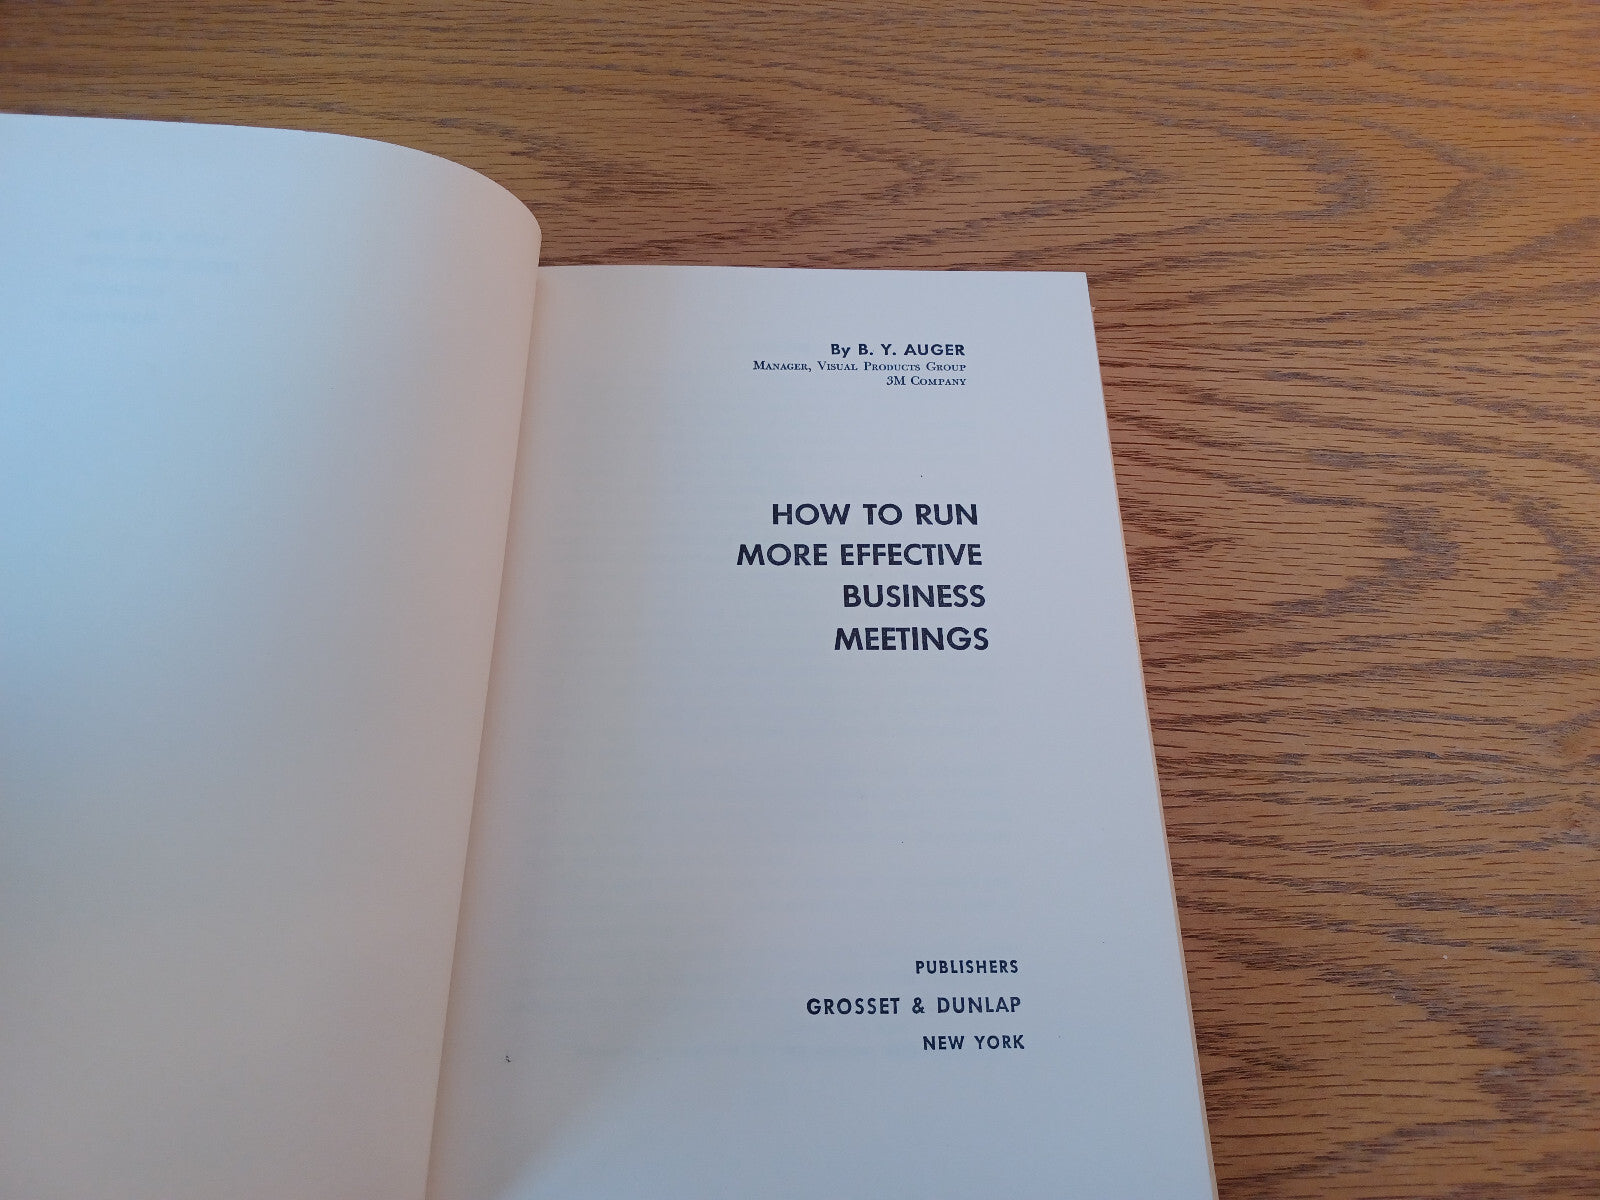 By B. Y. AUGER
MANAGER, VISUAL PRODUCTS GROUP
3M COMPANY
HOW TO RUN
MORE EFFECTIVE
BUSINESS
MEETINGS
PUBLISHERS
GROSSET & DUNLAP
NEW YORK